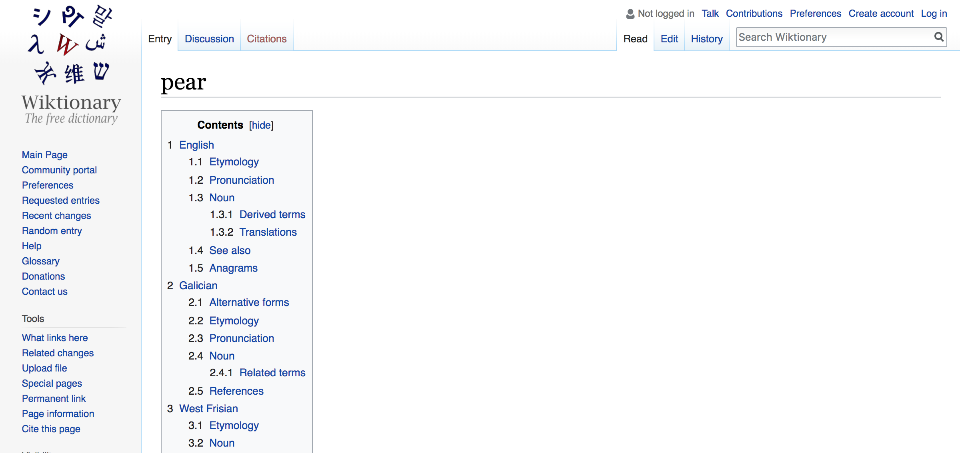 Not logged in Talk Contributions Preferences Create account Log in
Entry Discussion Citations Read Edit History Search Wiktionary
Wiktionary
The free dictionary
Main Page
Community portal
Preferences
Requested entries
Recent changes
Random entry
Help
Glossary
Donations
Contact us
Tools
What links here
Related changes
Upload file
Special pages
Permanent link
Page information
Cite this page
pear
Contents [hide]
1 English
1.1 Etymology
1.2 Pronunciation
1.3 Noun
1.3.1 Derived terms
1.3.2 Translations
1.4 See also
1.5 Anagrams
2 Galician
2.1 Alternative forms
2.2 Etymology
2.3 Pronunciation
2.4 Noun
2.4.1 Related terms
2.5 References
3 West Frisian
3.1 Etymology
3.2 Noun